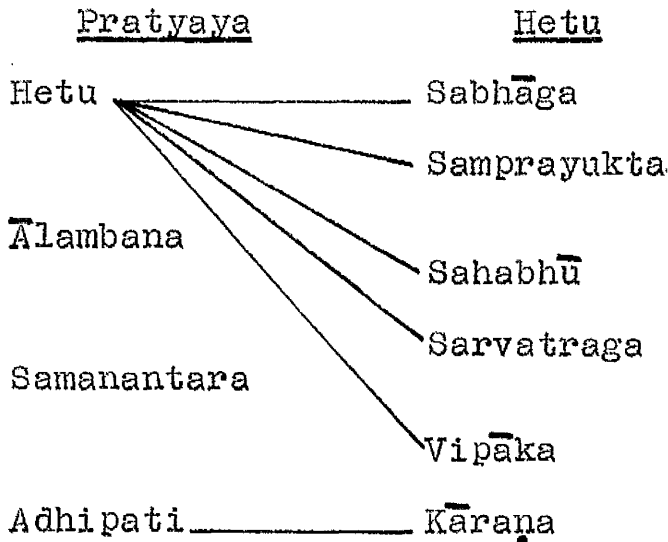 Pratyaya Hetu
Hetu Sabhāga
Samprayukta
Ālambana
Sahabhū
Sarvatraga
Samanantara
Vipāka
Adhipati Kāraṇa